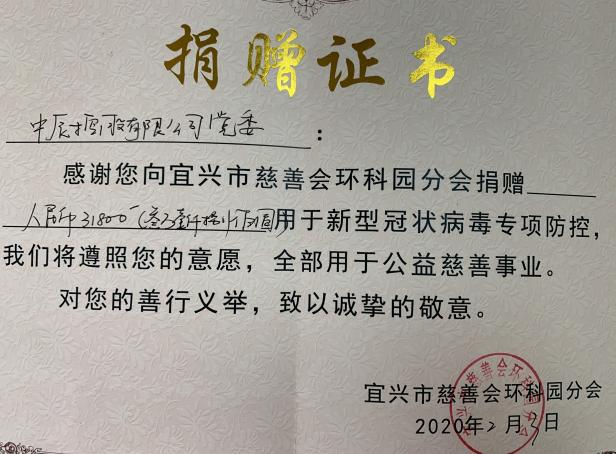 捐赠证书
中辰控股有限公司党委：
感谢您向宜兴市慈善会环科园分会捐赠
人民币31800 用于新型冠状病毒专项防控，
我们将遵照您的意愿，全部用于公益慈善事业。
对您的善行义举，致以诚挚的敬意。
宜兴市慈善会环科园分会
2020年2月3日